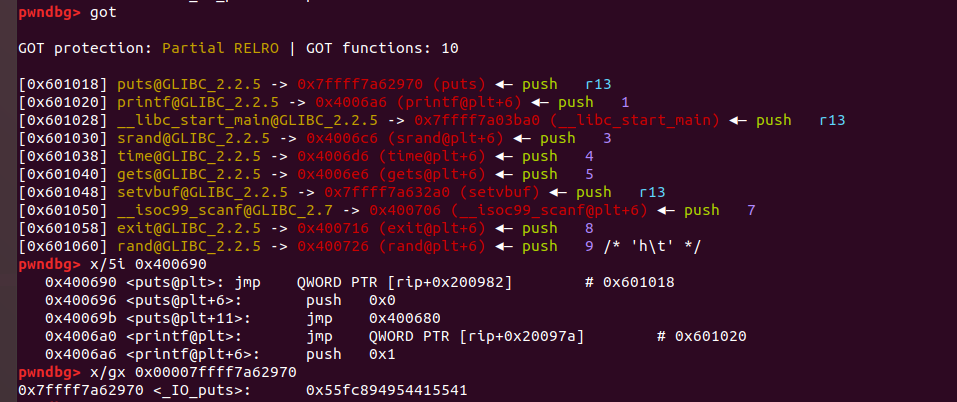 pwndbg> got
GOT protection: Partial RELRO | GOT functions: 10
[0x601018] puts@GLIBC_2.2.5 -> 0x7ffff7a62970 (puts) ◂— push   r13
[0x601020] printf@GLIBC_2.2.5 -> 0x4006a6 (printf@plt+6) ◂— push   1
[0x601028] __libc_start_main@GLIBC_2.2.5 -> 0x7ffff7a03ba0 (__libc_start_main) ◂— push   r13
[0x601030] srand@GLIBC_2.2.5 -> 0x4006c6 (srand@plt+6) ◂— push   3
[0x601038] time@GLIBC_2.2.5 -> 0x4006d6 (time@plt+6) ◂— push   4
[0x601040] gets@GLIBC_2.2.5 -> 0x4006e6 (gets@plt+6) ◂— push   5
[0x601048] setvbuf@GLIBC_2.2.5 -> 0x7ffff7a632a0 (setvbuf) ◂— push   r13
[0x601050] __isoc99_scanf@GLIBC_2.7 -> 0x400706 (__isoc99_scanf@plt+6) ◂— push   7
[0x601058] exit@GLIBC_2.2.5 -> 0x400716 (exit@plt+6) ◂— push   8
[0x601060] rand@GLIBC_2.2.5 -> 0x400726 (rand@plt+6) ◂— push   9 /* 'h\t' */
pwndbg> x/5i 0x400690
0x400690 <puts@plt>: jmp    QWORD PTR [rip+0x200982]        # 0x601018
0x400696 <puts@plt+6>:       push   0x0
0x40069b <puts@plt+11>:      jmp    0x400680
0x4006a0 <printf@plt>:       jmp    QWORD PTR [rip+0x20097a]        # 0x601020
0x4006a6 <printf@plt+6>:     push   0x1
pwndbg> x/gx 0x00007ffff7a62970
0x7ffff7a62970 <_IO_puts>:      0x55fc894954415541